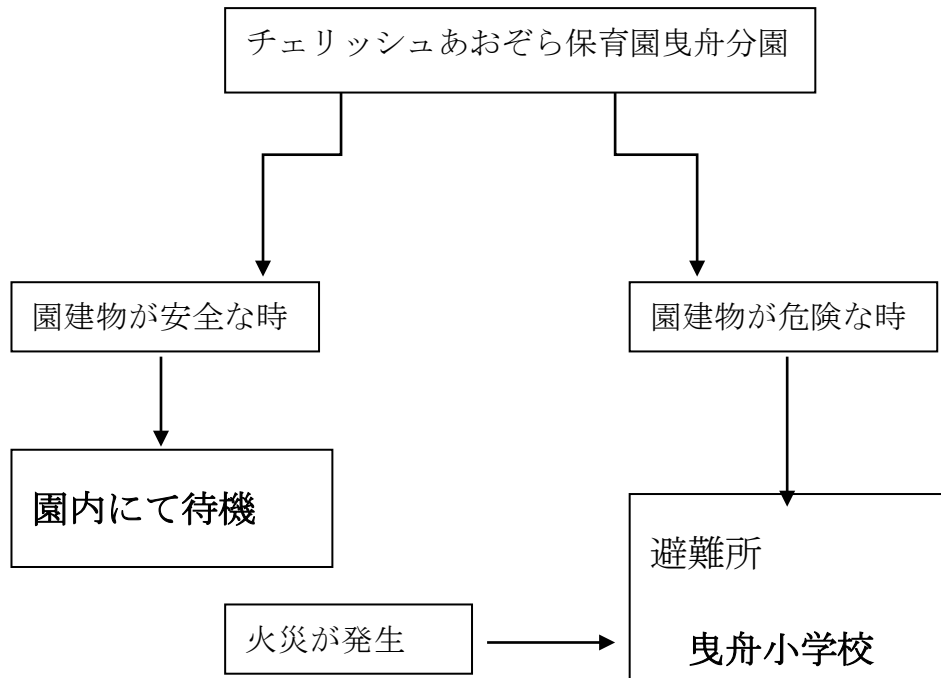 チェリッシュあおぞら保育園曳舟分園
園建物が安全な時
園建物が危険な時
園内にて待機
避難所
火災が発生
曳舟小学校